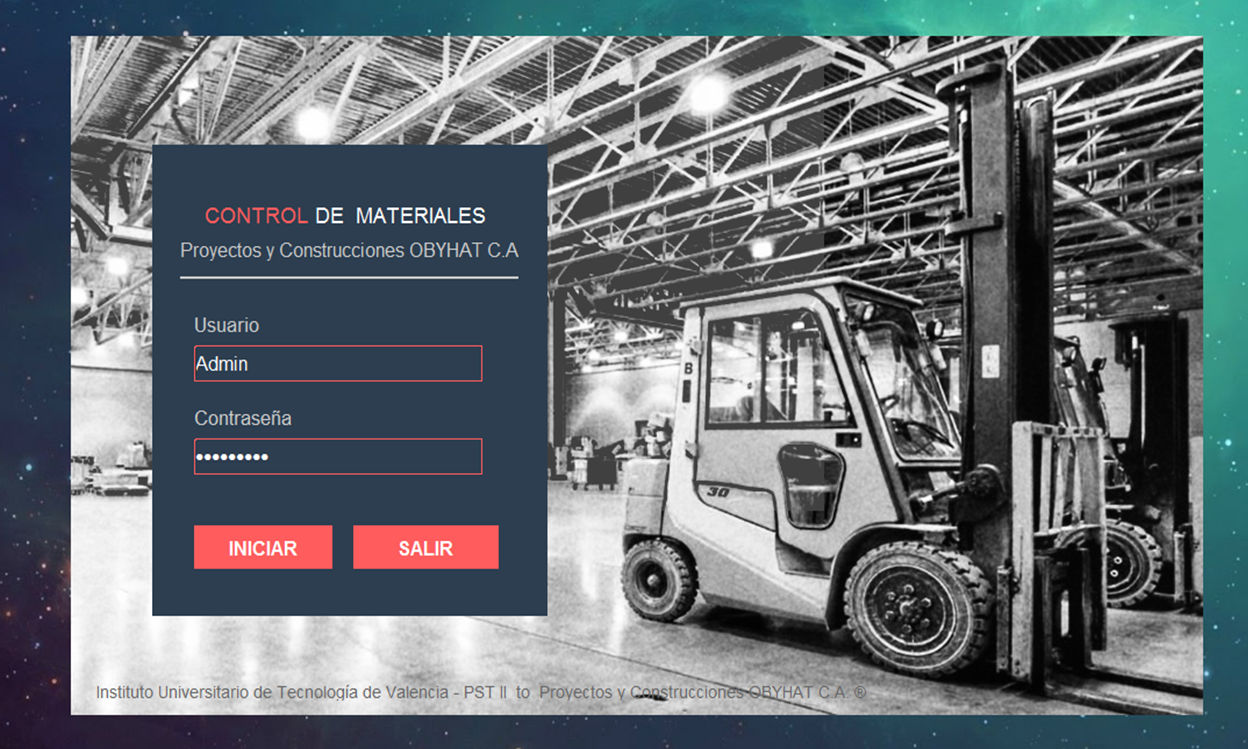 CONTROL DE MATERIALES
Proyectos y Construcciones OBYHAT C.A
Usuario
Admin
Contraseña
•••••••••
INICIAR SALIR
B
30
Instituto Universitario de Tecnología de Valencia - PST II to Proyectos y Construcciones OBYHAT C.A. ®